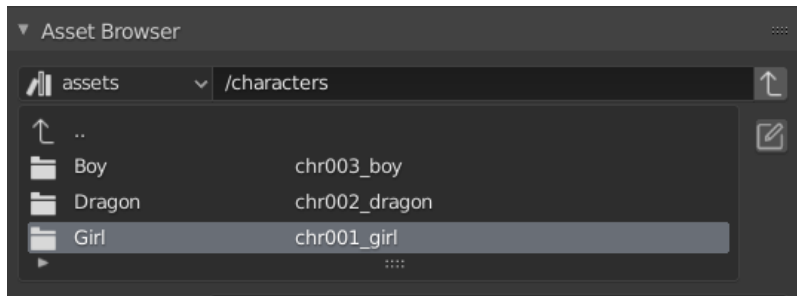 Asset Browser
assets /characters
..
Boy chr003_boy
Dragon chr002_dragon
Girl chr001_girl